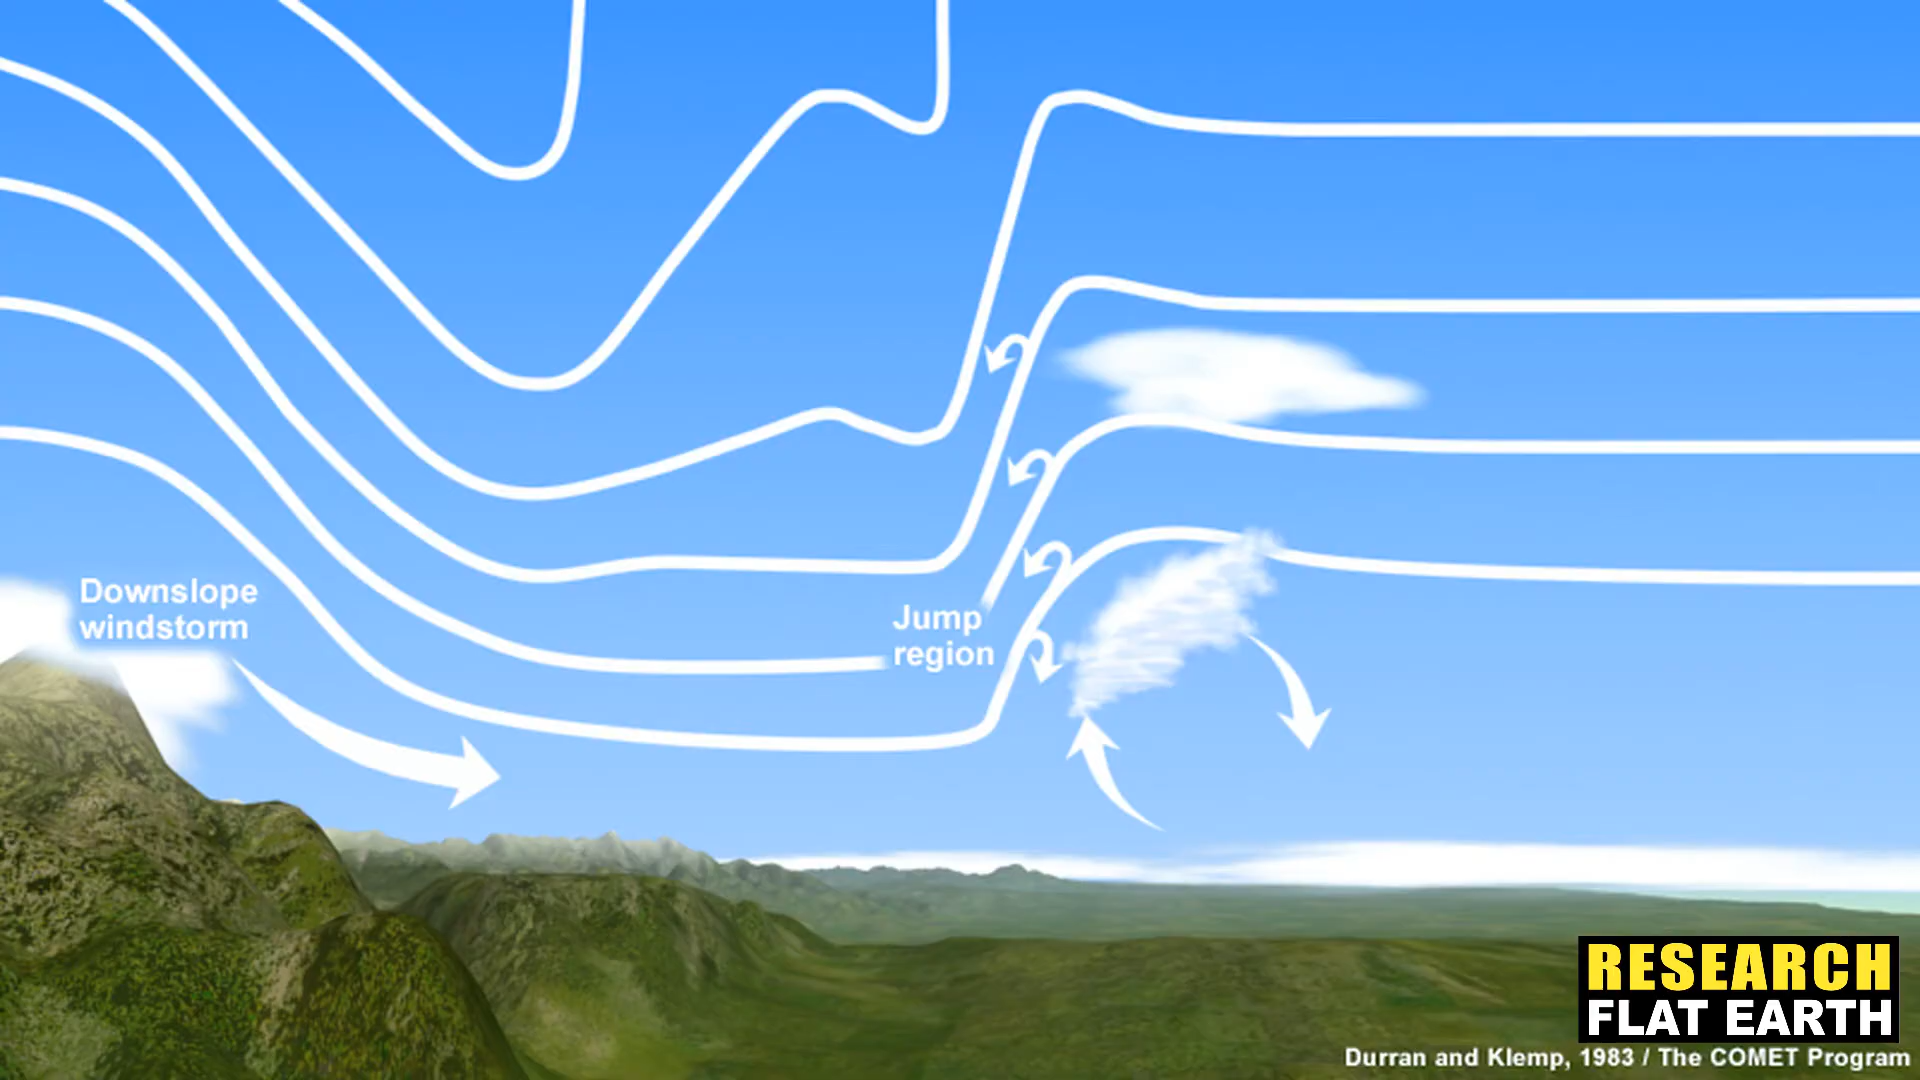 Downslope
windstorm
Jump
region
RESEARCH
FLAT EARTH
Durran and Klemp, 1983 / The COMET Program